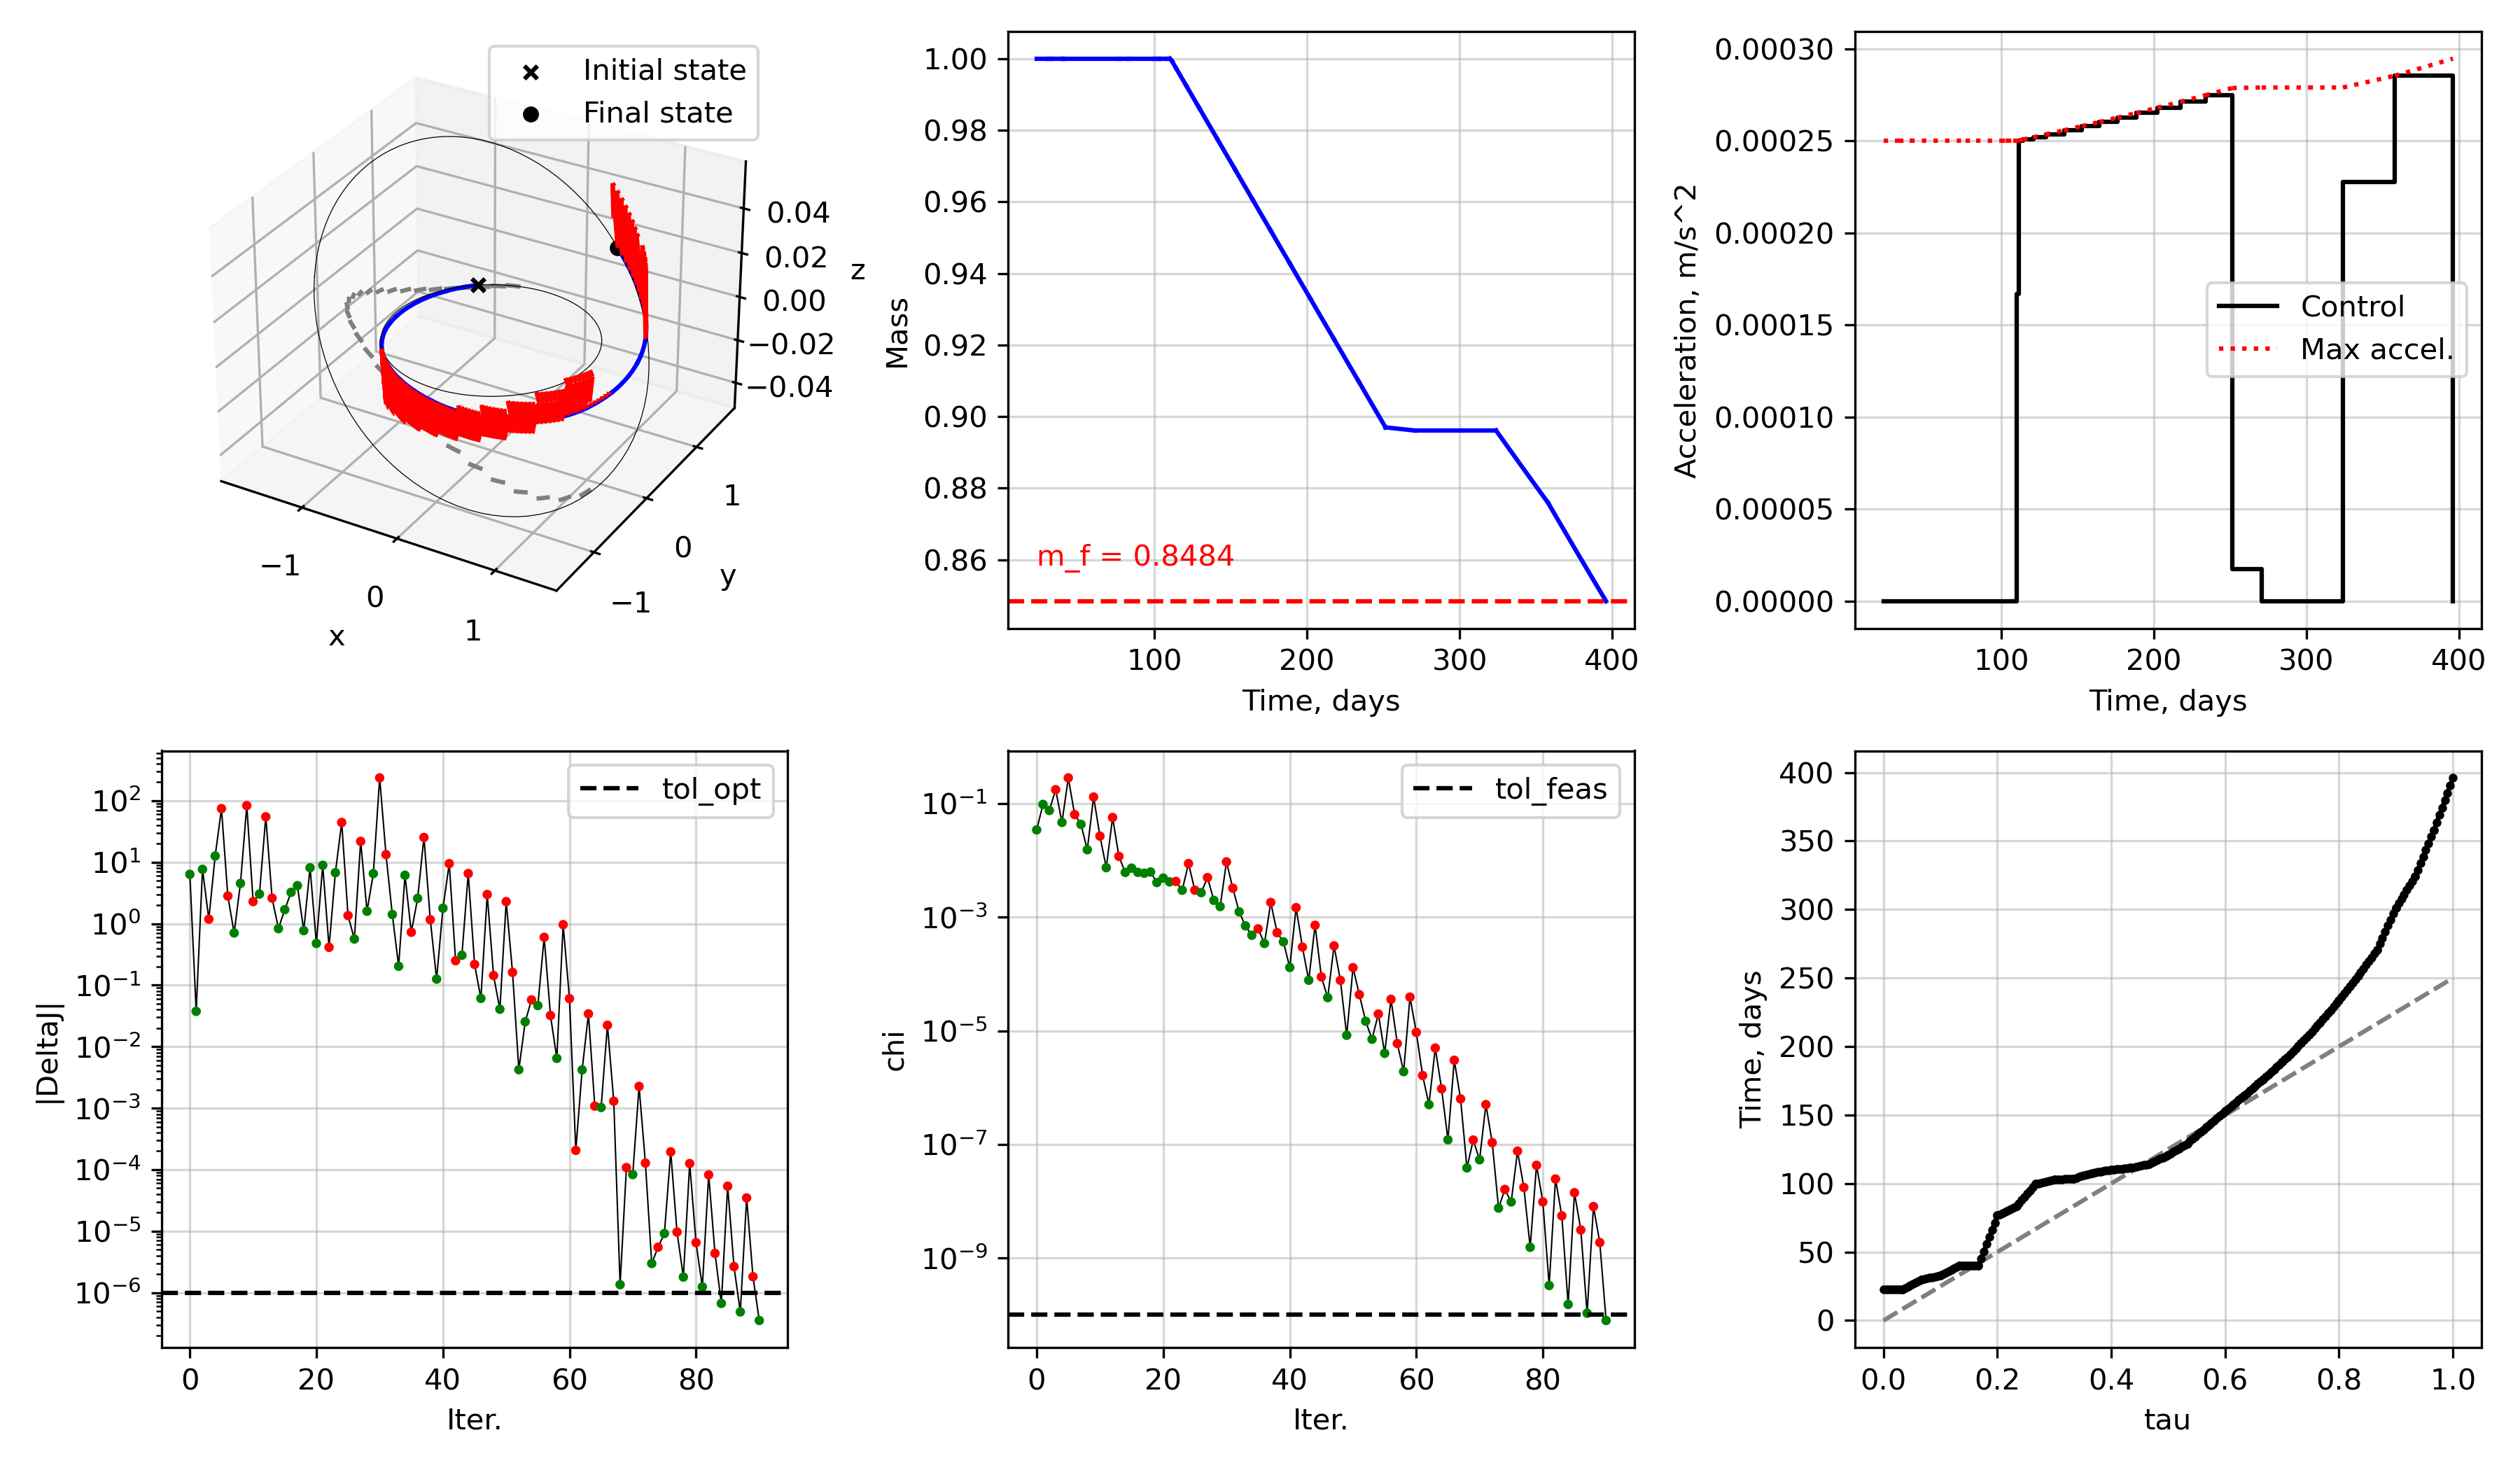 Initial state
Final state
0.04
0.02
0.00
−0.02
−0.04
z
1
0
−1
y
−1
0
1
x
1.00
0.98
0.96
0.94
0.92
0.90
0.88
0.86
Mass
m_f = 0.8484
100 200 300 400
Time, days
0.00030
0.00025
0.00020
0.00015
0.00010
0.00005
0.00000
Acceleration, m/s^2
Control
Max accel.
100 200 300 400
Time, days
10² 
10¹
10⁰
10⁻¹
10⁻²
10⁻³
10⁻⁴
10⁻⁵
10⁻⁶
|DeltaJ|
tol_opt
0 20 40 60 80
Iter.
10⁻¹
10⁻³
10⁻⁵
10⁻⁷
10⁻⁹
chi
tol_feas
0 20 40 60 80
Iter.
400
350
300
250
200
150
100
50
0
Time, days
0.0 0.2 0.4 0.6 0.8 1.0
tau